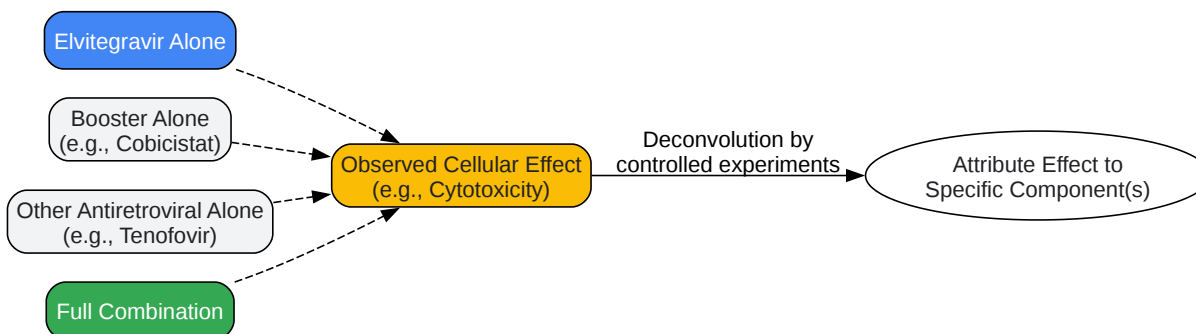 Elvitegravir Alone
Booster Alone
(e.g., Cobicistat)
Other Antiretroviral Alone
(e.g., Tenofovir)
Full Combination
Observed Cellular Effect
(e.g., Cytotoxicity)
Deconvolution by
controlled experiments
Attribute Effect to
Specific Component(s)